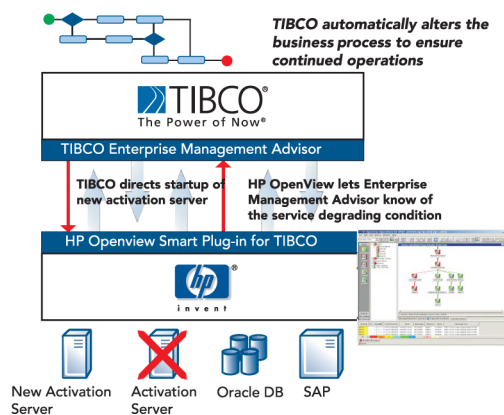 TIBCO automatically alters the
business process to ensure
continued operations
TIBCO®
The Power of Now®
TIBCO Enterprise Management Advisor
TIBCO directs startup of
new activation server
HP OpenView lets Enterprise
Management Advisor know of
the service degrading condition
HP Openview Smart Plug-in for TIBCO
hp®
invent
New Activation
Server
Activation
Server
Oracle DB
SAP